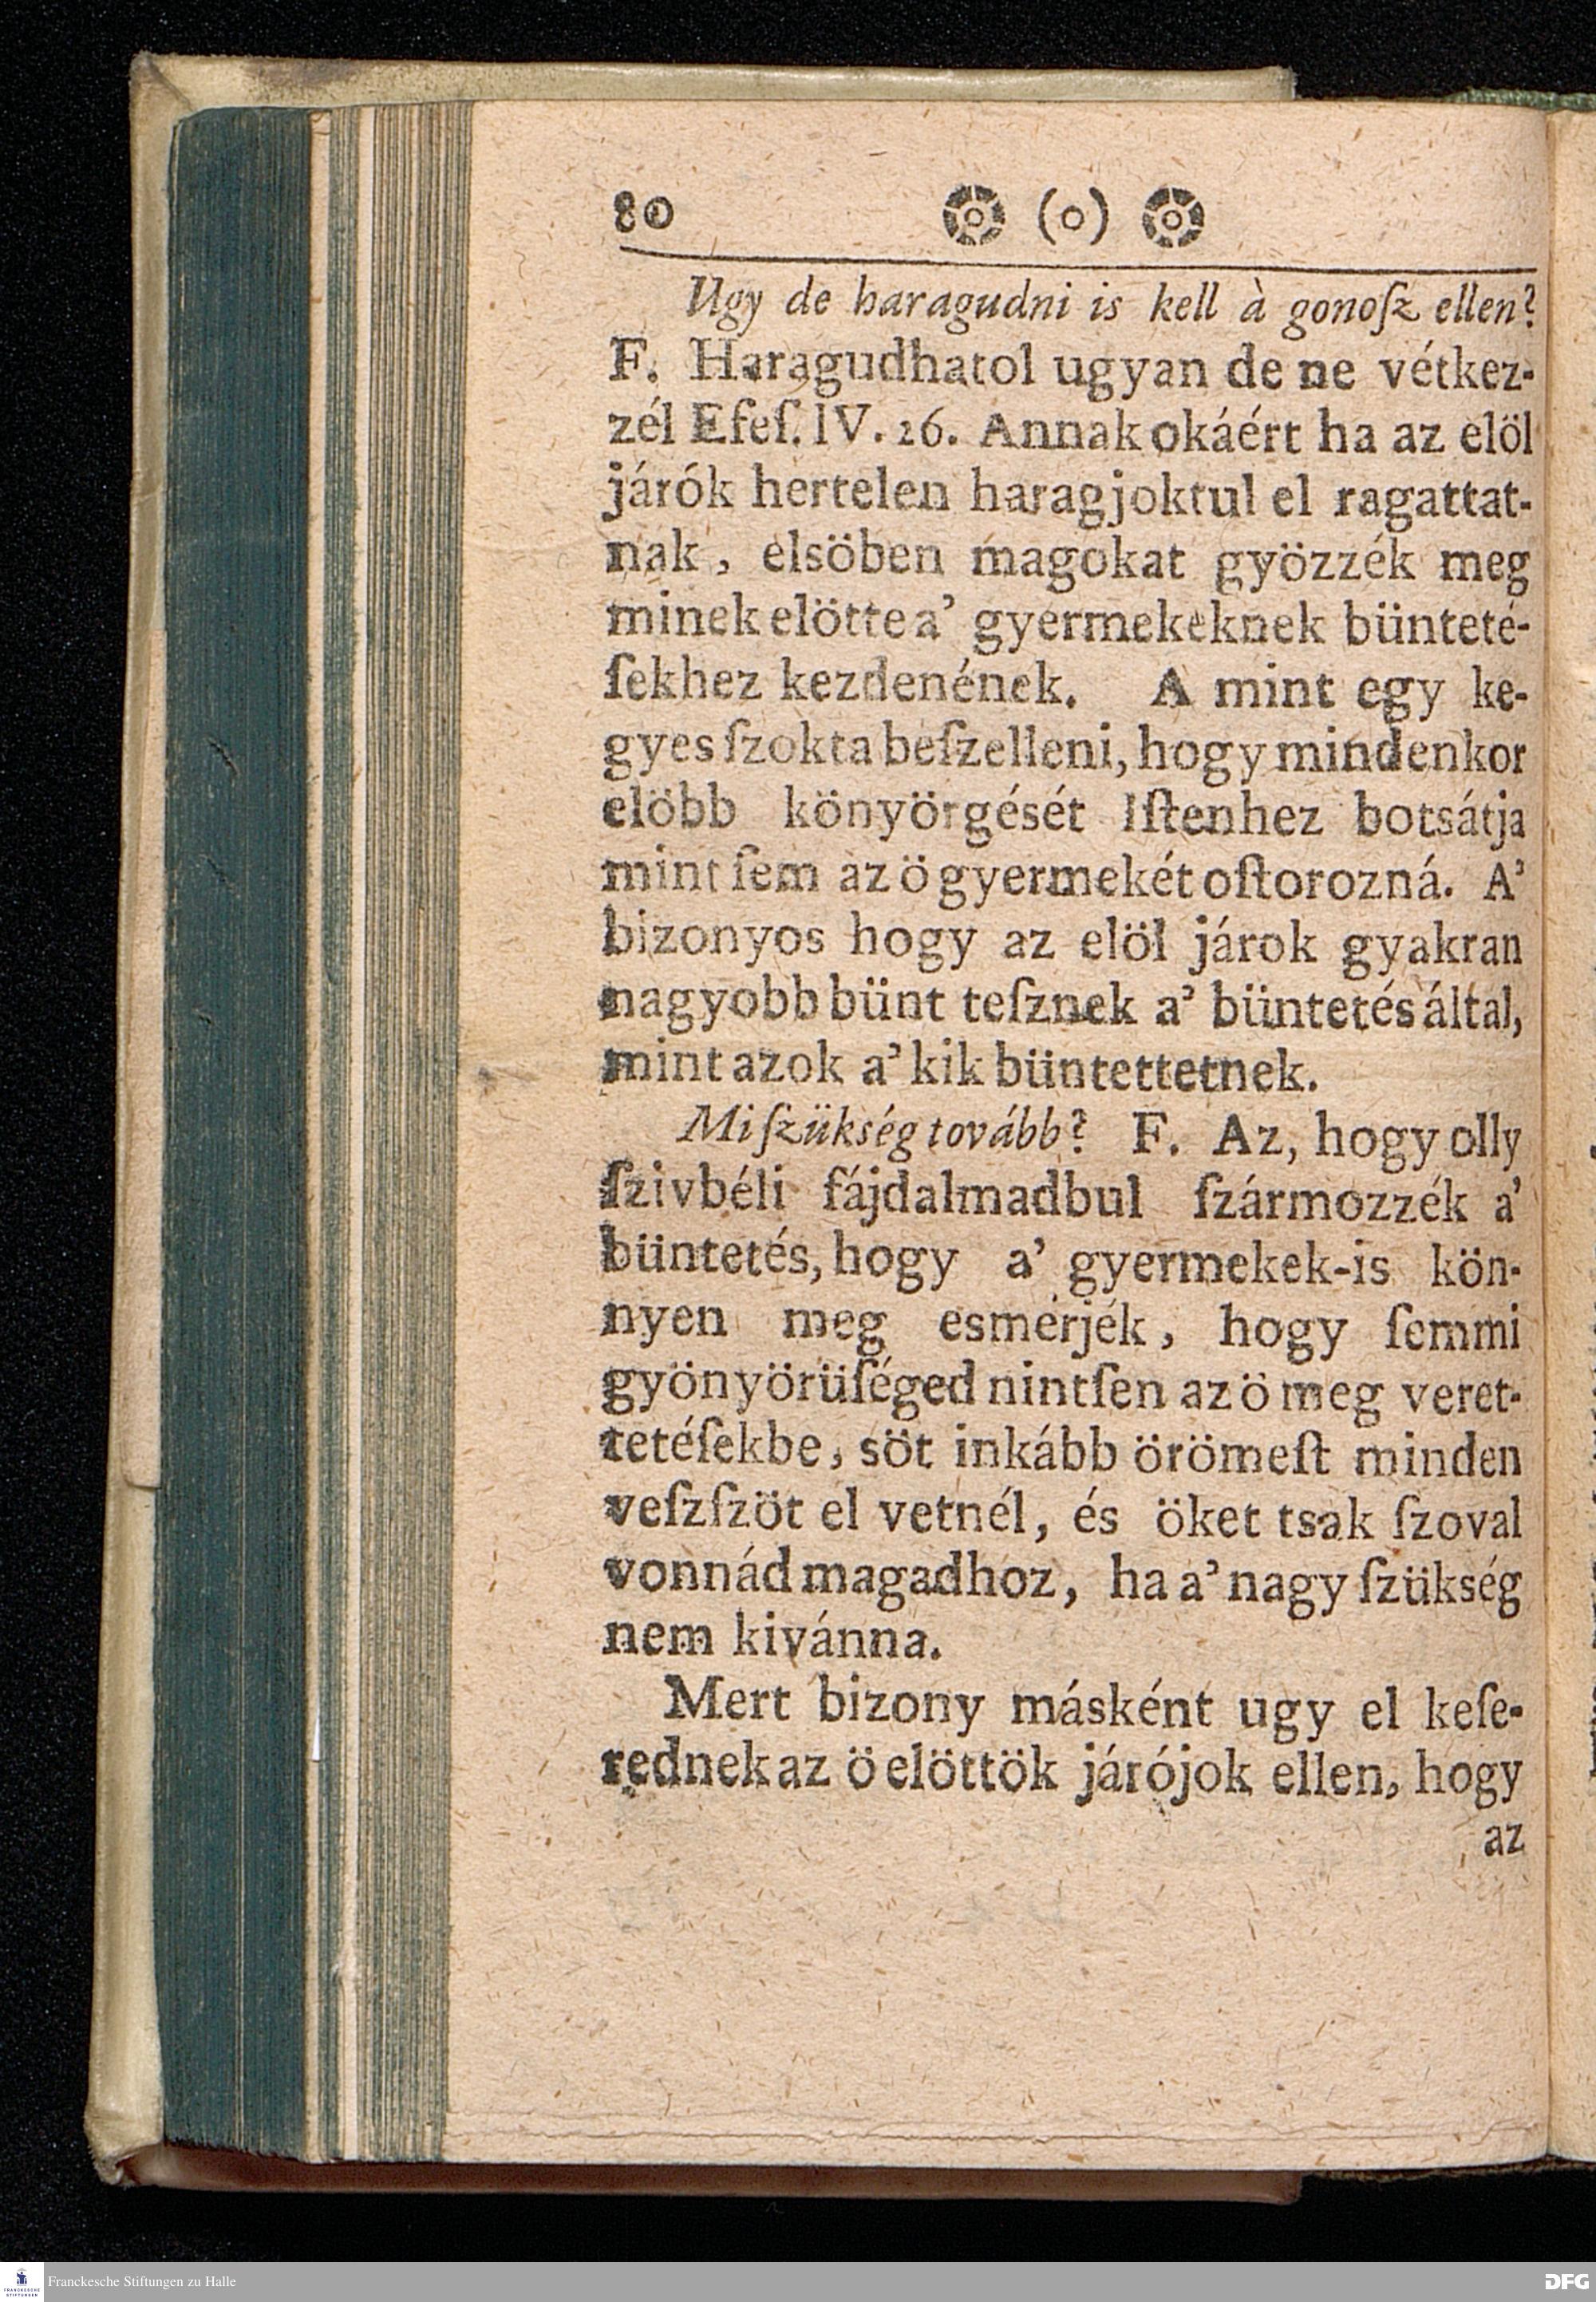 80 (o)
Ugy de haragudni is kell à gonoſz ellen?
F. Haragudhatol ugyan de ne vétkez-
zél Efeſ. IV. 26. Annak okáért ha az elöl
járók hertelen haragjoktul el ragattat-
nak, elsöben magokat gyözzék meg
minek elötte a' gyermekeknek bünteté-
ſekhez kezdenének. A mint egy ke-
gyes ſzokta beſzelleni, hogy mindenkor
elöbb könyörgését Iſtenhez botsátja
mint ſem az ö gyermekét oſtorozná. A'
bizonyos hogy az elöl járok gyakran
nagyobb bünt teſznek a' büntetés által,
mint azok a' kik büntettetnek.
Mi ſzükség tovább? F. Az, hogy olly
ſzivbéli fájdalmadbul ſzármozzék a'
büntetés, hogy a' gyermekek-is kön-
nyen meg esmérjék, hogy ſemmi
gyönyörüſéged nintſen az ö meg veret-
tetéſekbe, söt inkább örömeſt minden
veſzſzöt el vetnél, és öket tsak ſzoval
vonnád magadhoz, ha a' nagy ſzükség
nem kivánna.
Mert bizony másként ugy el keſe-
rednek az ö elöttök járójok ellen, hogy
az
Franckesche Stiftungen zu Halle
FRANCKESCHE
STIFTUNGEN
DFG